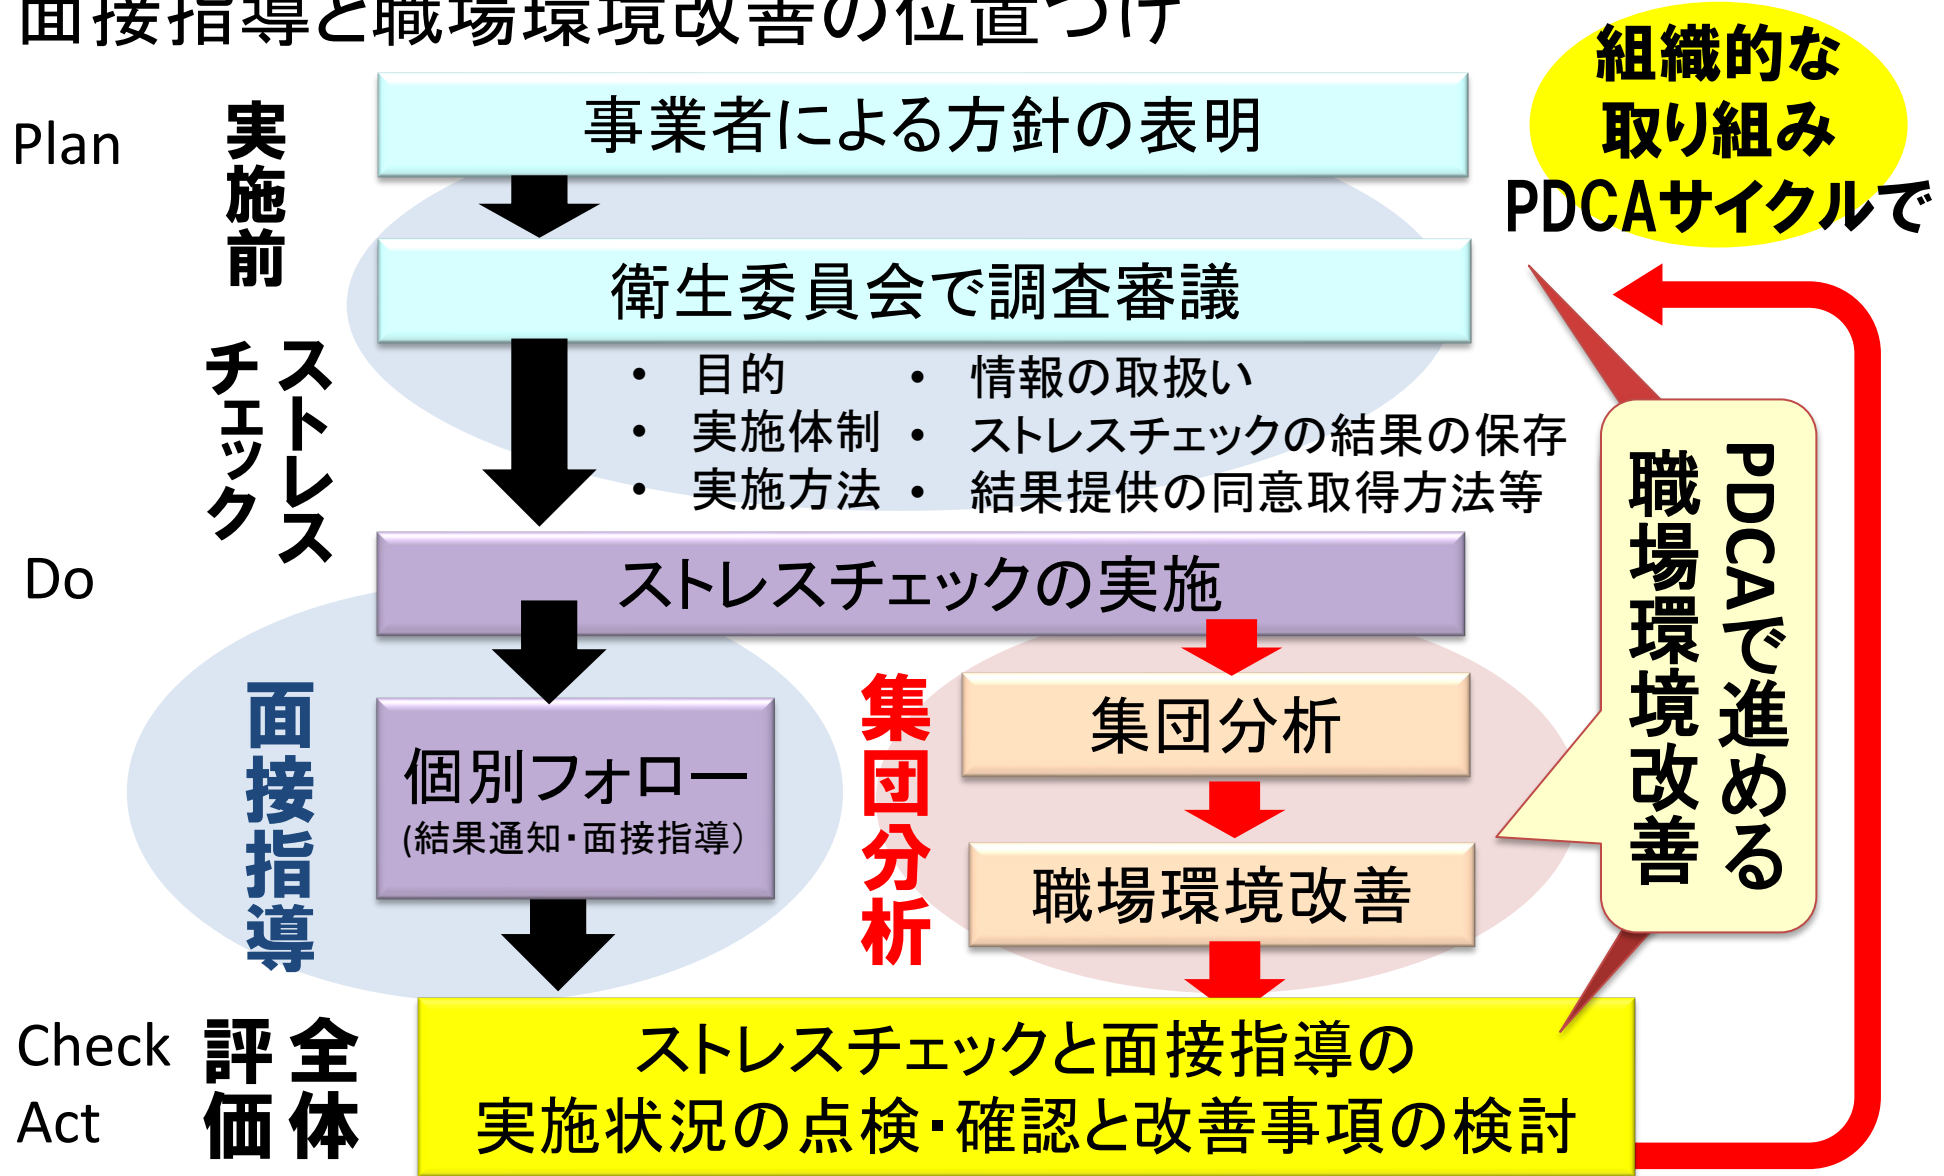 面接指導と職場環境改善の位置づけ
組織的な
取り組み
PDCAサイクルで
Plan
実施前
事業者による方針の表明
衛生委員会で調査審議
• 目的
• 実施体制
• 実施方法
• 情報の取扱い
• ストレスチェックの結果の保存
• 結果提供の同意取得方法等
ストレス
チェック
Do
ストレスチェックの実施
面接指導
個別フォロー
(結果通知・面接指導）
集団分析
集団分析
職場環境改善
PDCAで進める
職場環境改善
Check
Act
全体
評価
ストレスチェックと面接指導の
実施状況の点検・確認と改善事項の検討